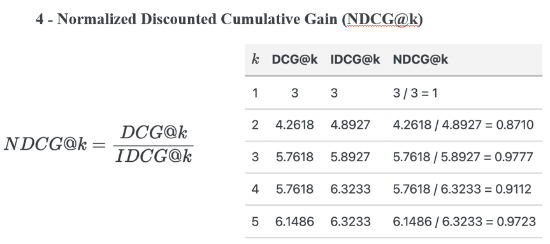 4 - Normalized Discounted Cumulative Gain (NDCG@k)
NDCG@k = DCG@k / IDCG@k
k DCG@k IDCG@k NDCG@k
1 3 3 3 / 3 = 1
2 4.2618 4.8927 4.2618 / 4.8927 = 0.8710
3 5.7618 5.8927 5.7618 / 5.8927 = 0.9777
4 5.7618 6.3233 5.7618 / 6.3233 = 0.9112
5 6.1486 6.3233 6.1486 / 6.3233 = 0.9723